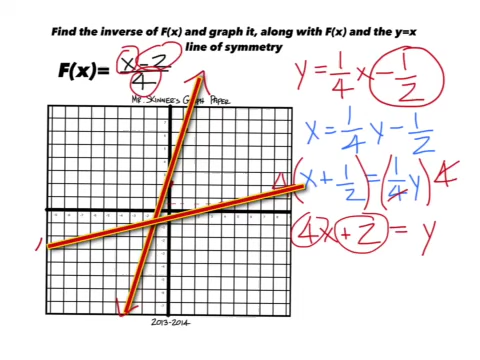 Find the inverse of F(x) and graph it, along with F(x) and the y=x
line of symmetry
F(x)= x-2
4
Mr. Skinner's Graph Paper
y = 1/4 x - 1/2
x = 1/4 y - 1/2
(x + 1/2) = (1/4 y) 4
4x + 2 = y
2013-2014